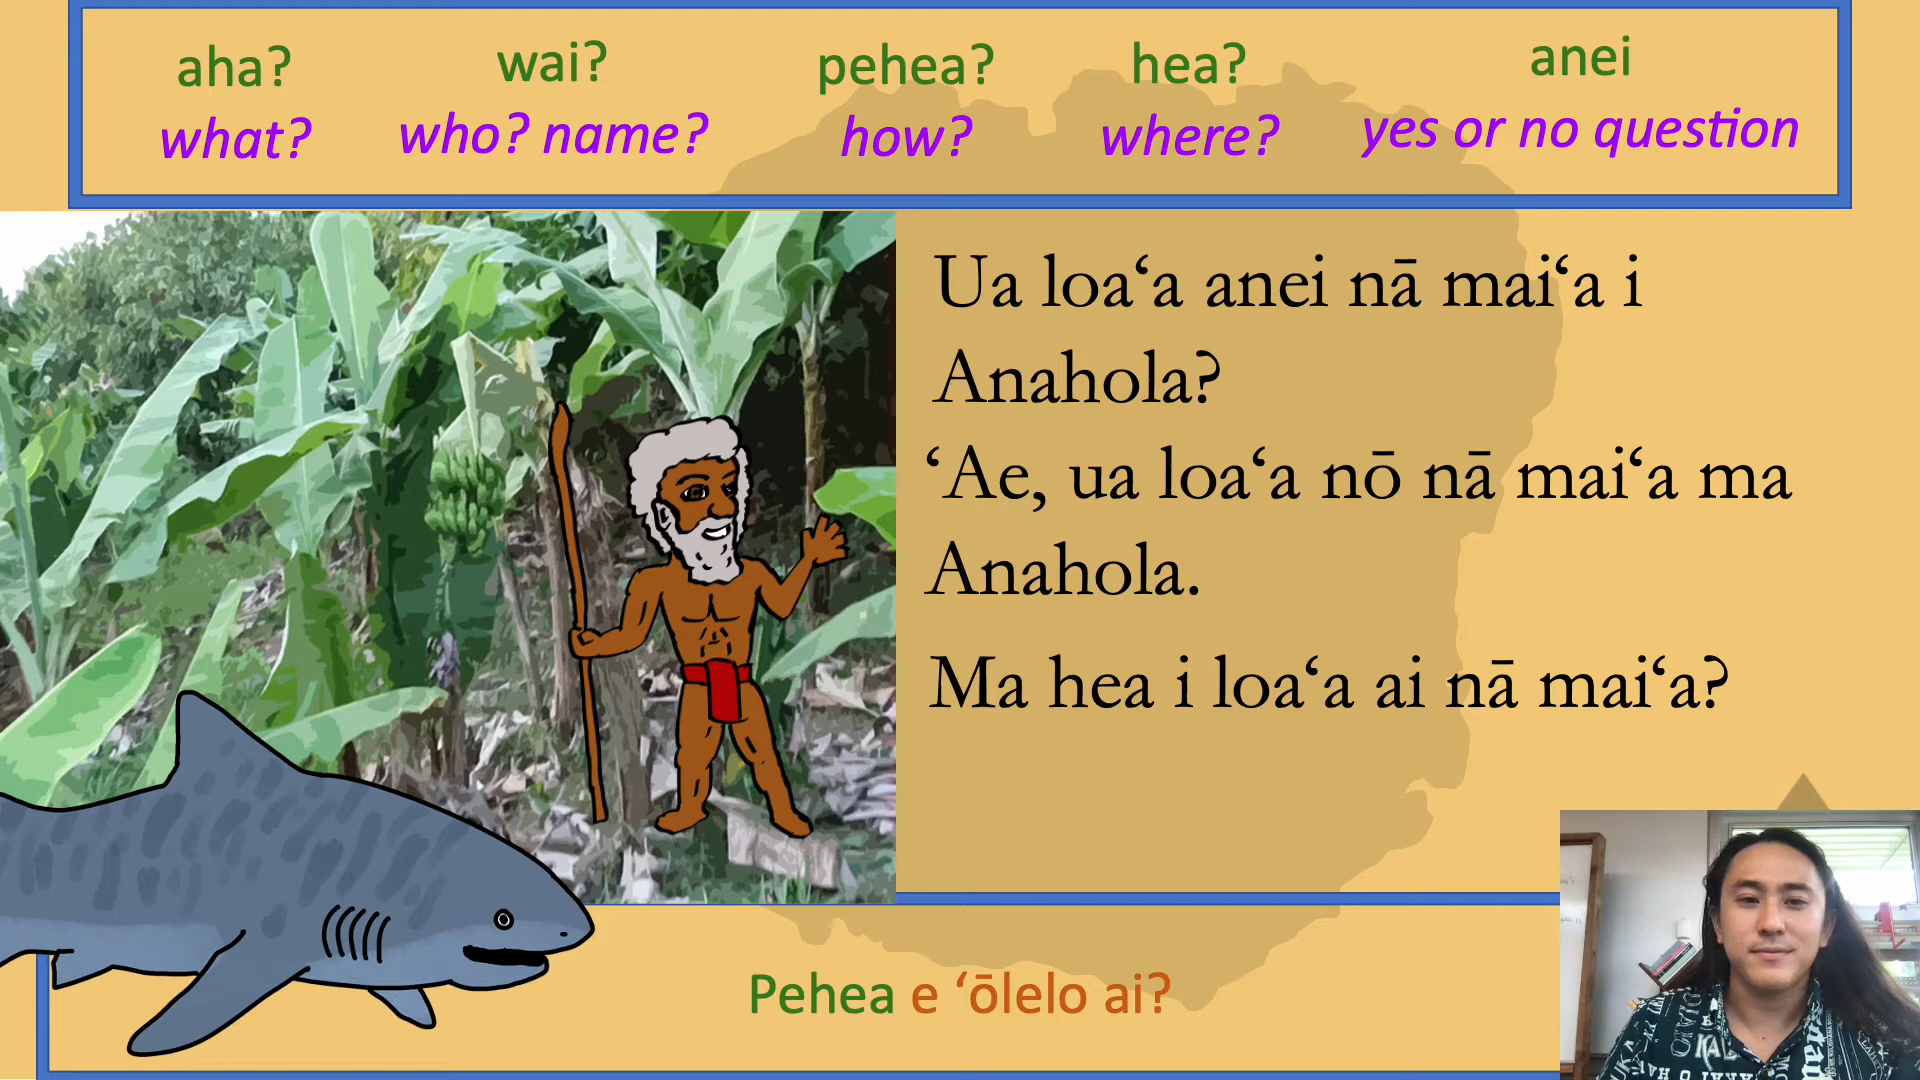 aha? wai? pehea? hea? anei
what? who? name? how? where? yes or no question
Ua loaʻa anei nā maiʻa i
Anahola?
ʻAe, ua loaʻa nō nā maiʻa ma
Anahola.
Ma hea i loaʻa ai nā maiʻa?
Pehea e ʻōlelo ai?